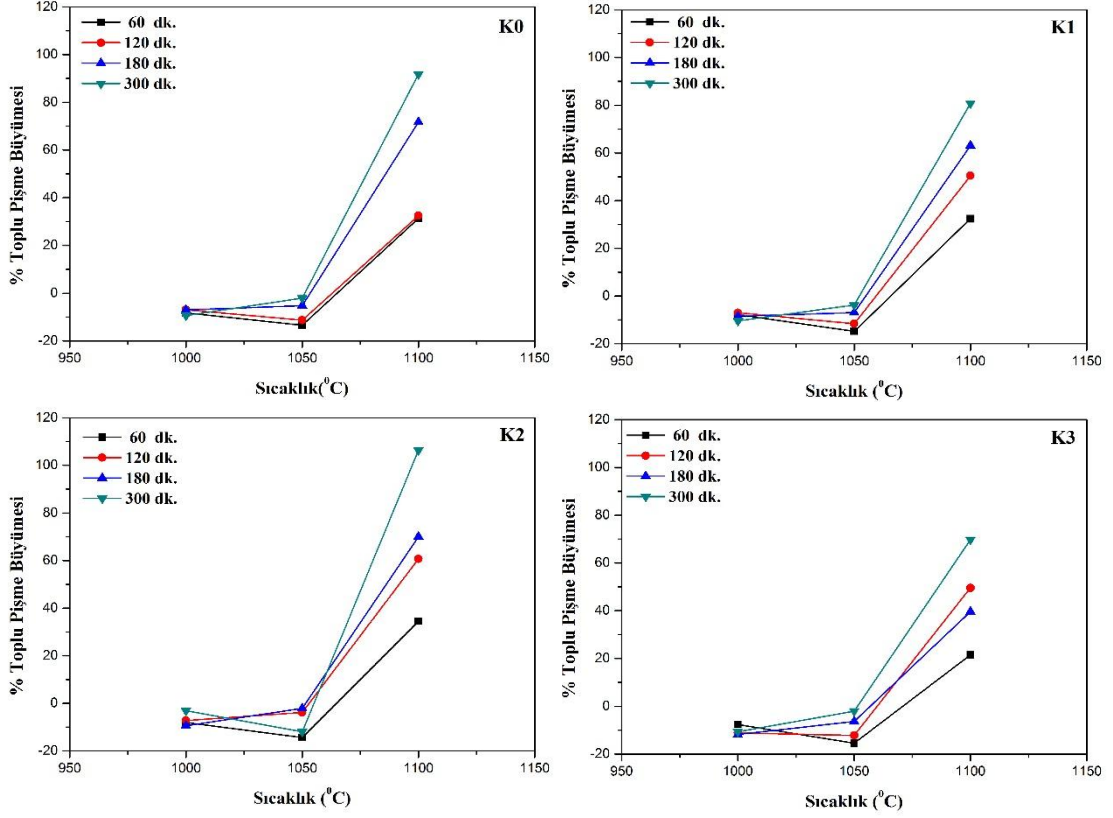 K0
60 dk.
120 dk.
180 dk.
300 dk.
% Toplu Pişme Büyümesi
120
100
80
60
40
20
0
-20
950
1000
1050
1100
1150
Sıcaklık(⁰C)
K1
60 dk.
120 dk.
180 dk.
300 dk.
% Toplu Pişme Büyümesi
120
100
80
60
40
20
0
-20
950
1000
1050
1100
1150
Sıcaklık (⁰C)
K2
60 dk.
120 dk.
180 dk.
300 dk.
% Toplu Pişme Büyümesi
120
100
80
60
40
20
0
-20
950
1000
1050
1100
1150
Sıcaklık (⁰C)
K3
60 dk.
120 dk.
180 dk.
300 dk.
% Toplu Pişme Büyümesi
120
100
80
60
40
20
0
-20
950
1000
1050
1100
1150
Sıcaklık (⁰C)